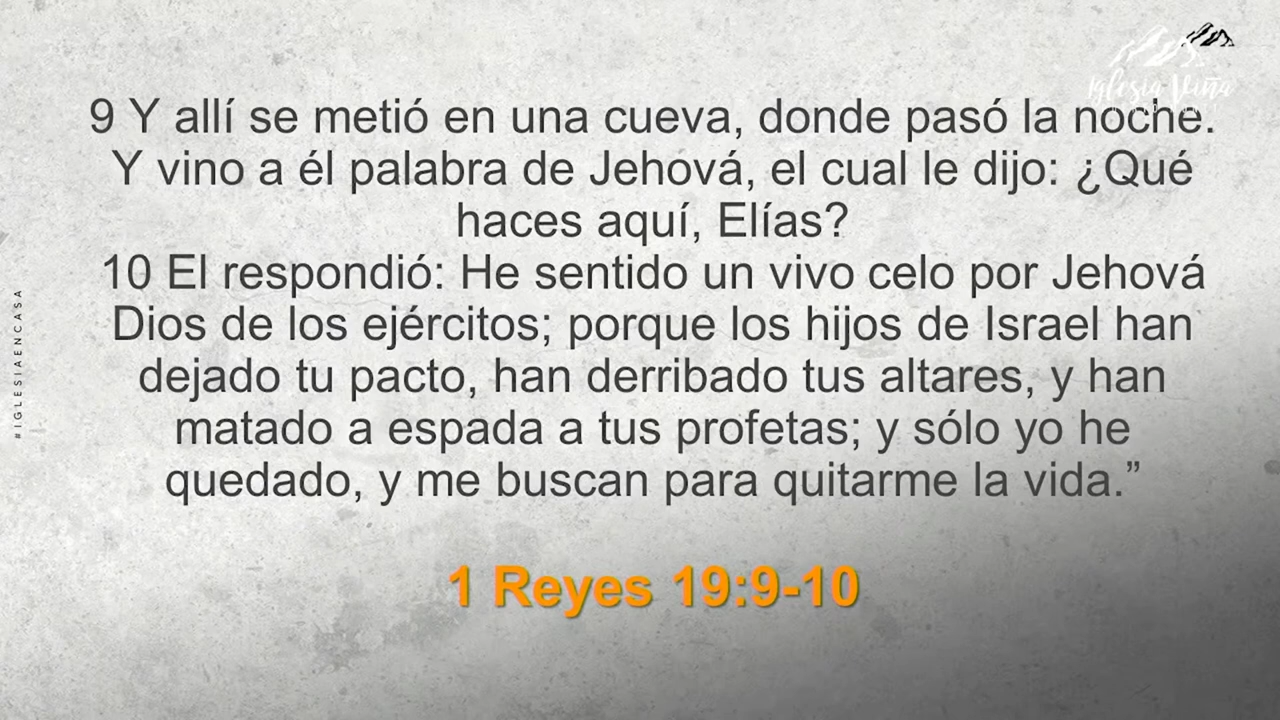 Iglesia Viña
9 Y allí se metió en una cueva, donde pasó la noche.
Y vino a él palabra de Jehová, el cual le dijo: ¿Qué
haces aquí, Elías?
10 El respondió: He sentido un vivo celo por Jehová
Dios de los ejércitos; porque los hijos de Israel han
dejado tu pacto, han derribado tus altares, y han
matado a espada a tus profetas; y sólo yo he
quedado, y me buscan para quitarme la vida.”
1 Reyes 19:9-10
#IGLESIAENCASA